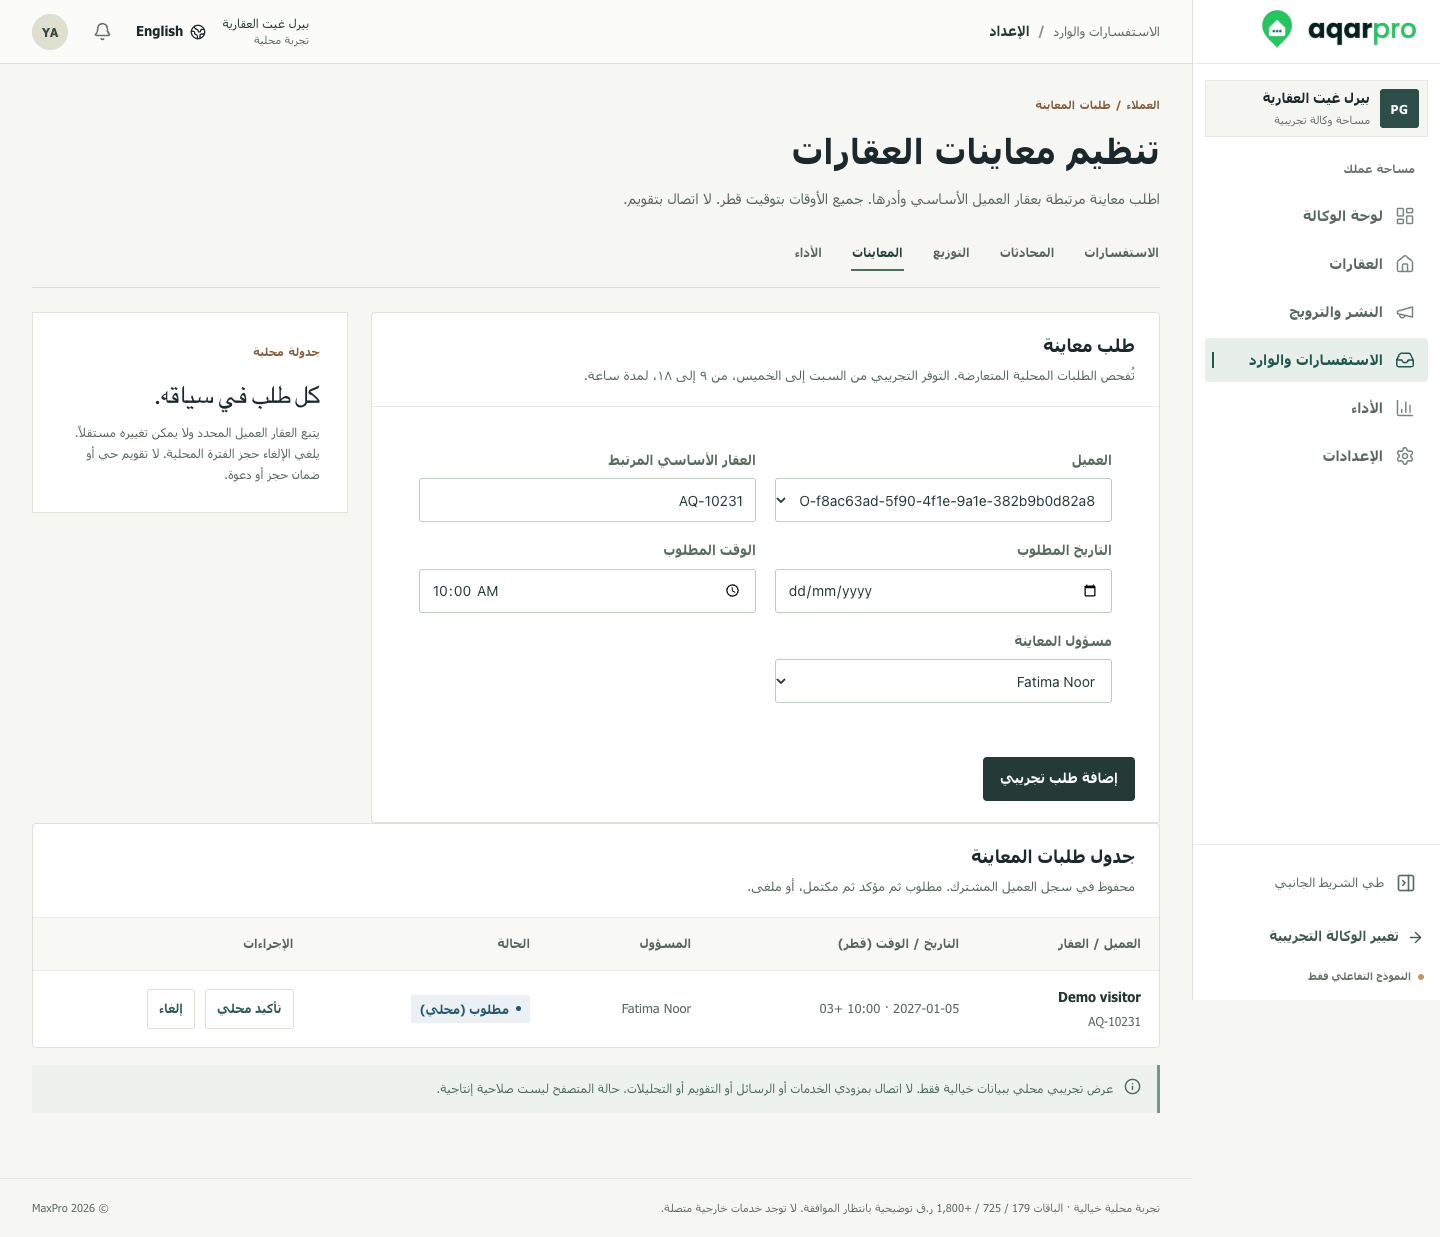 aqarpro
PG
بيرل غيت العقارية
مساحة وكالة تجريبية
مساحة عملك
لوحة الوكالة
العقارات
النشر والترويج
الاستفسارات والوارد
الأداء
الإعدادات
طي الشريط الجانبي
تغيير الوكالة التجريبية
النموذج التفاعلي فقط
الاستفسارات والوارد / الإعداد
بيرل غيت العقارية
تجربة محلية
English
YA
العملاء / طلبات المعاينة
تنظيم معاينات العقارات
اطلب معاينة مرتبطة بعقار العميل الأساسي وأدرها. جميع الأوقات بتوقيت قطر. لا اتصال بتقويم.
الاستفسارات
المحادثات
التوزيع
المعاينات
الأداء
طلب معاينة
تُفحص الطلبات المحلية المتعارضة. التوفر التجريبي من السبت إلى الخميس، من ٩ إلى ١٨، لمدة ساعة.
العميل
O-f8ac63ad-5f90-4f1e-9a1e-382b9b0d82a8
العقار الأساسي المرتبط
AQ-10231
التاريخ المطلوب
dd/mm/yyyy
الوقت المطلوب
10:00 AM
مسؤول المعاينة
Fatima Noor
إضافة طلب تجريبي
جدولة محلية
كل طلب في سياقه.
يتبع العقار العميل المحدد ولا يمكن تغييره مستقلاً.
يلغي الإلغاء حجز الفترة المحلية. لا تقويم حي أو
ضمان حجز أو دعوة.
جدول طلبات المعاينة
محفوظ في سجل العميل المشترك. مطلوب ثم مؤكد ثم مكتمل، أو ملغى.
العميل / العقار
التاريخ / الوقت (قطر)
المسؤول
الحالة
الإجراءات
Demo visitor
AQ-10231
2027-01-05 · 10:00 +03
Fatima Noor
مطلوب (محلي)
تأكيد محلي
إلغاء
عرض تجريبي محلي ببيانات خيالية فقط. لا اتصال بمزودي الخدمات أو الرسائل أو التقويم أو التحليلات. حالة المتصفح ليست صلاحية إنتاجية.
تجربة محلية خيالية · الباقات 179 / 725 / +1,800 ر.ق توضيحية بانتظار الموافقة. لا توجد خدمات خارجية متصلة.
© 2026 MaxPro